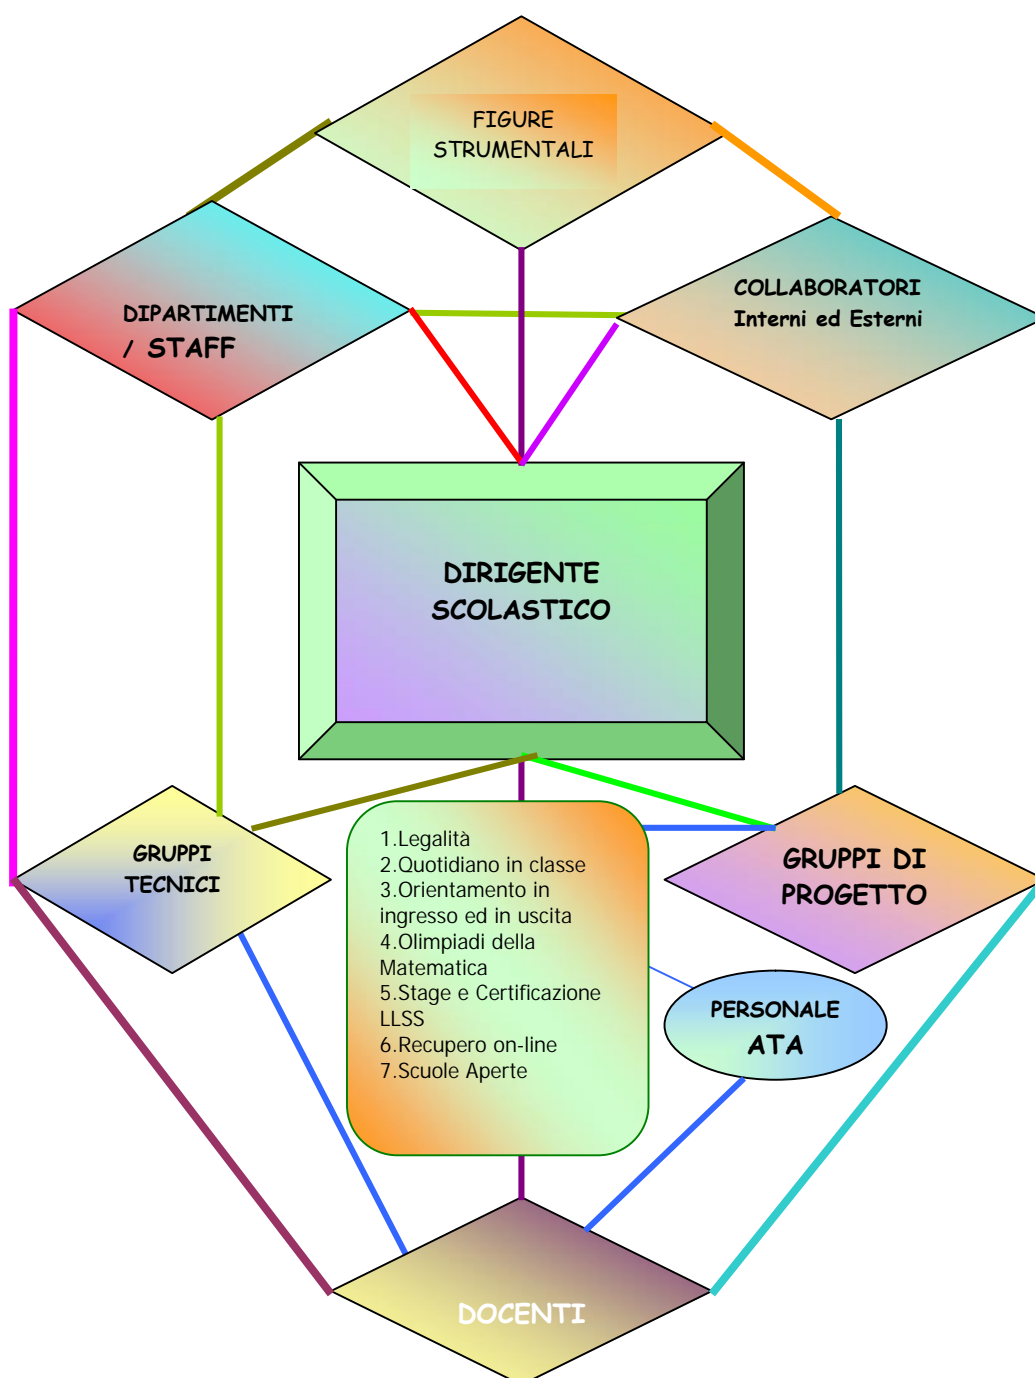 FIGURE
STRUMENTALI
DIPARTIMENTI
/ STAFF
COLLABORATORI
Interni ed Esterni
DIRIGENTE
SCOLASTICO
GRUPPI
TECNICI
1.Legalità
2.Quotidiano in classe
3.Orientamento in
ingresso ed in uscita
4.Olimpiadi della
Matematica
5.Stage e Certificazione
LLSS
6.Recupero on-line
7.Scuole Aperte
GRUPPI DI
PROGETTO
PERSONALE
ATA
DOCENTI